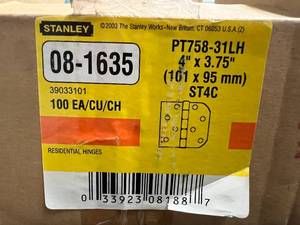 STANLEY
©2003 The Stanley Works•New Britain, CT 06053 U.S.A.(2)
08-1635
PT758-31LH
4" x 3.75"
(101 x 95 mm)
ST4C
39033101
100 EA/CU/CH
RESIDENTIAL HINGES
0 33923 08188 7